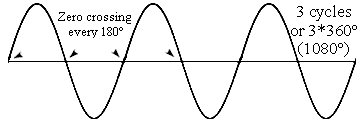 Zero crossing
every 180°
3 cycles
or 3*360°
(1080°)